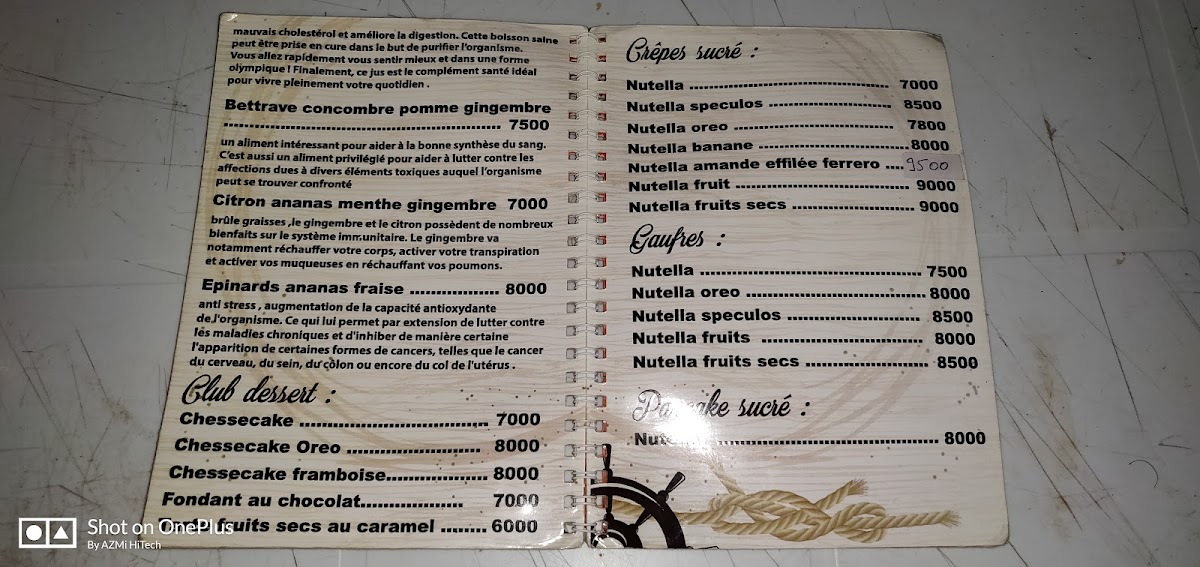 mauvais cholestérol et améliore la digestion. Cette boisson saine
peut être prise en cure dans le but de purifier l'organisme.
Vous allez rapidement vous sentir mieux et dans une forme
olympique ! Finalement, ce jus est le complément santé idéal
pour vivre pleinement votre quotidien .
Bettrave concombre pomme gingembre
................................................ 7500
un aliment intéressant pour aider à la bonne synthèse du sang.
C'est aussi un aliment privilégié pour aider à lutter contre les
affections dues à divers éléments toxiques auquel l'organisme
peut se trouver confronté
Citron ananas menthe gingembre 7000
brûle graisses ,le gingembre et le citron possèdent de nombreux
bienfaits sur le système immunitaire. Le gingembre va
notamment réchauffer votre corps, activer votre transpiration
et activer vos muqueuses en réchauffant vos poumons.
Epinards ananas fraise .................. 8000
anti stress , augmentation de la capacité antioxydante
de l'organisme. Ce qui lui permet par extension de lutter contre
les maladies chroniques et d'inhiber de manière certaine
l'apparition de certaines formes de cancers, telles que le cancer
du cerveau, du sein, du côlon ou encore du col de l'utérus .
Club dessert :
Chessecake ................................ 7000
Chessecake Oreo ....................... 8000
Chessecake framboise.................. 8000
Fondant au chocolat.................. 7000
fruits secs au caramel ........ 6000
Crêpes sucré :
Nutella ................................... 7000
Nutella speculos ..................... 8500
Nutella oreo ............................ 7800
Nutella banane ..........................8000
Nutella amande effilée ferrero .... 9500
Nutella fruit ............................... 9000
Nutella fruits secs ..................... 9000
Gaufres :
Nutella ....................................... 7500
Nutella oreo ................................ 8000
Nutella speculos ........................ 8500
Nutella fruits ........................... 8000
Nutella fruits secs ..................... 8500
Pancake sucré :
Nut ....................................... 8000
Shot on OnePlus
By AZMi HiTech